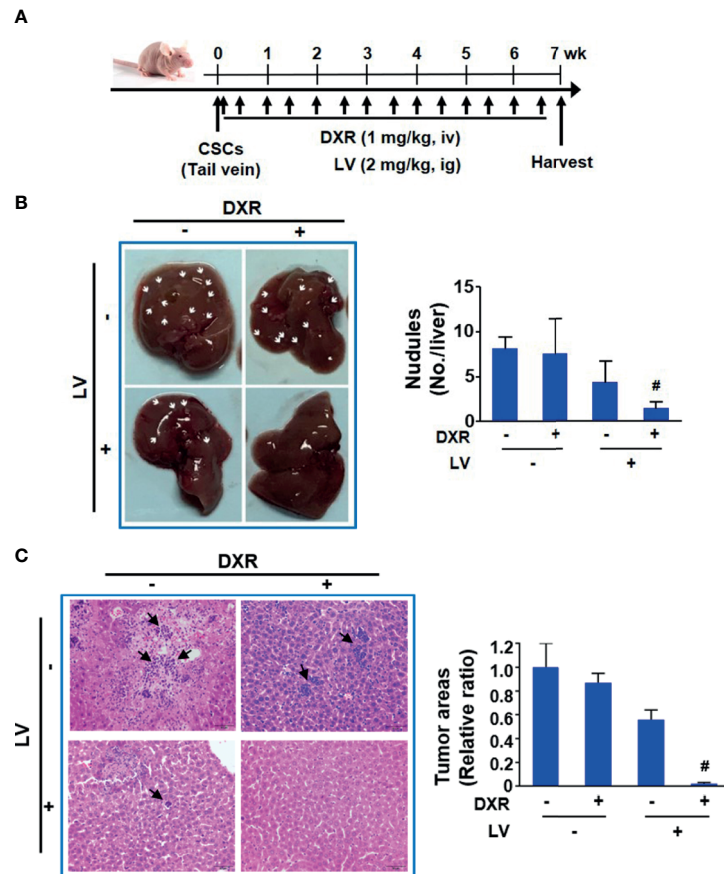 A
0 1 2 3 4 5 6 7 wk
CSCs
(Tail vein)
DXR (1 mg/kg, iv)
LV (2 mg/kg, ig)
Harvest
B
DXR
- +
LV
-
+
Nudules
(No./liver)
15
10
5
0
#
DXR - + - +
LV - +
C
DXR
- +
LV
-
+
Tumor areas
(Relative ratio)
1.2
1.0
0.8
0.6
0.4
0.2
0
#
DXR - + - +
LV - +